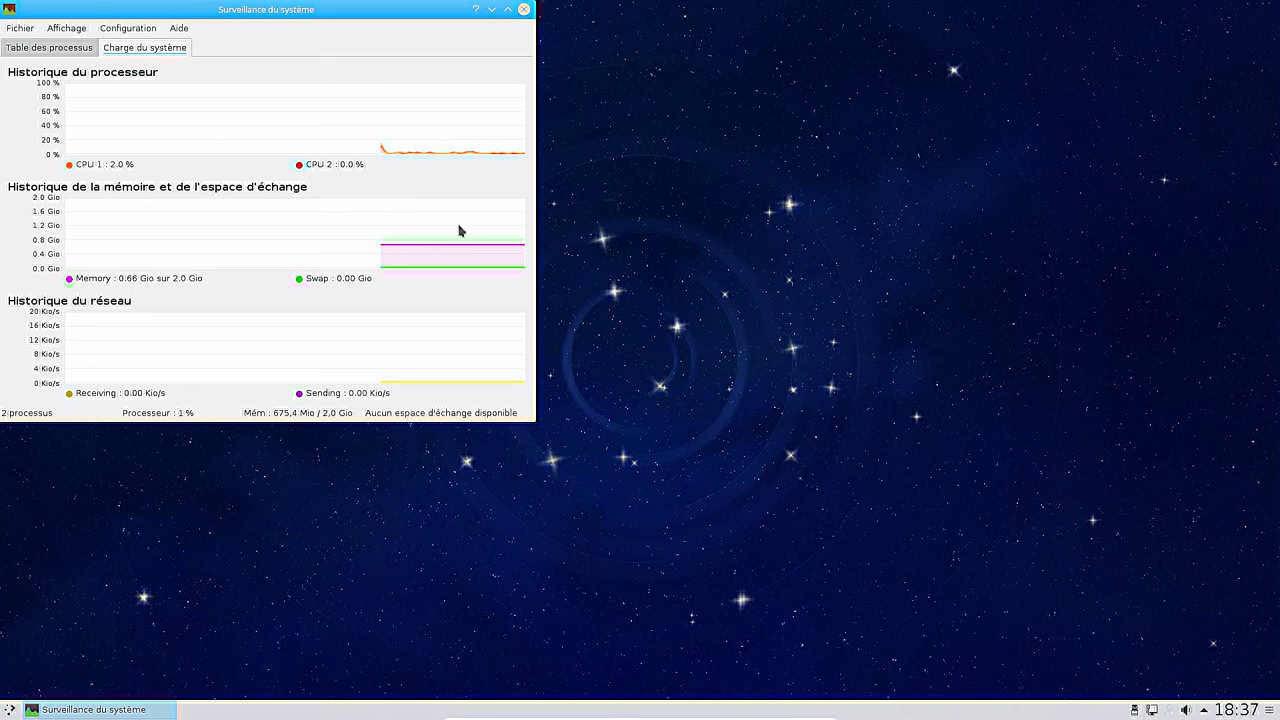 Surveillance du système
Fichier Affichage Configuration Aide
Table des processus Charge du système
Historique du processeur
100 %
80 %
60 %
40 %
20 %
0 %
CPU 1 : 2.0 % CPU 2 : 0.0 %
Historique de la mémoire et de l'espace d'échange
2.0 Gio
1.6 Gio
1.2 Gio
0.8 Gio
0.4 Gio
0.0 Gio
Memory : 0.66 Gio sur 2.0 Gio Swap : 0.00 Gio
Historique du réseau
20 Kio/s
16 Kio/s
12 Kio/s
8 Kio/s
4 Kio/s
0 Kio/s
Receiving : 0.00 Kio/s Sending : 0.00 Kio/s
2 processus Processeur : 1 % Mém : 675,4 Mio / 2,0 Gio Aucun espace d'échange disponible
Surveillance du système 18:37